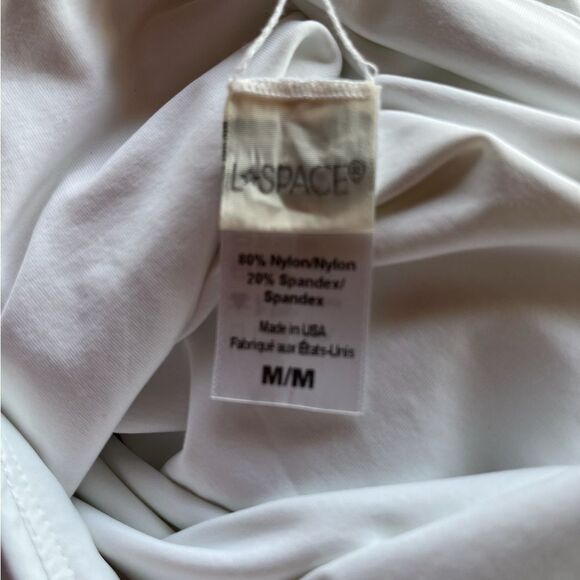 L★SPACE®
80% Nylon/Nylon
20% Spandex/
Spandex
Made in USA
Fabriqué aux États-Unis
M/M